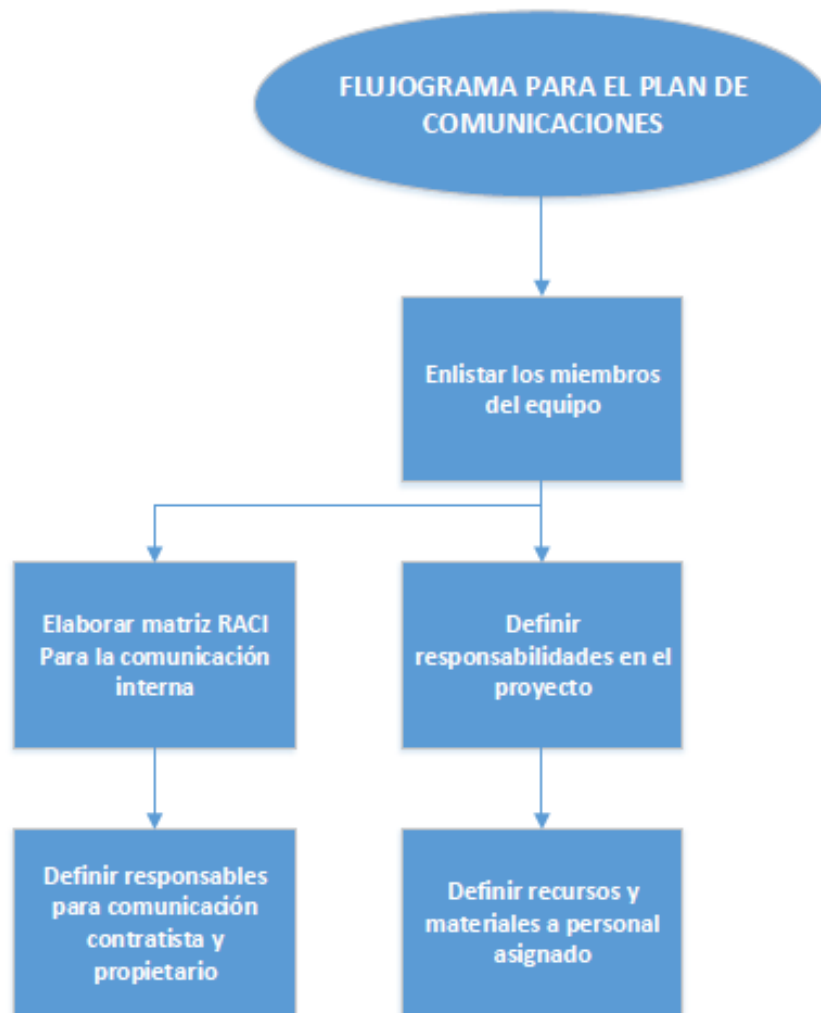 FLUJOGRAMA PARA EL PLAN DE
COMUNICACIONES
Enlistar los miembros
del equipo
Elaborar matriz RACI
Para la comunicación
interna
Definir
responsabilidades en el
proyecto
Definir responsables
para comunicación
contratista y
propietario
Definir recursos y
materiales a personal
asignado